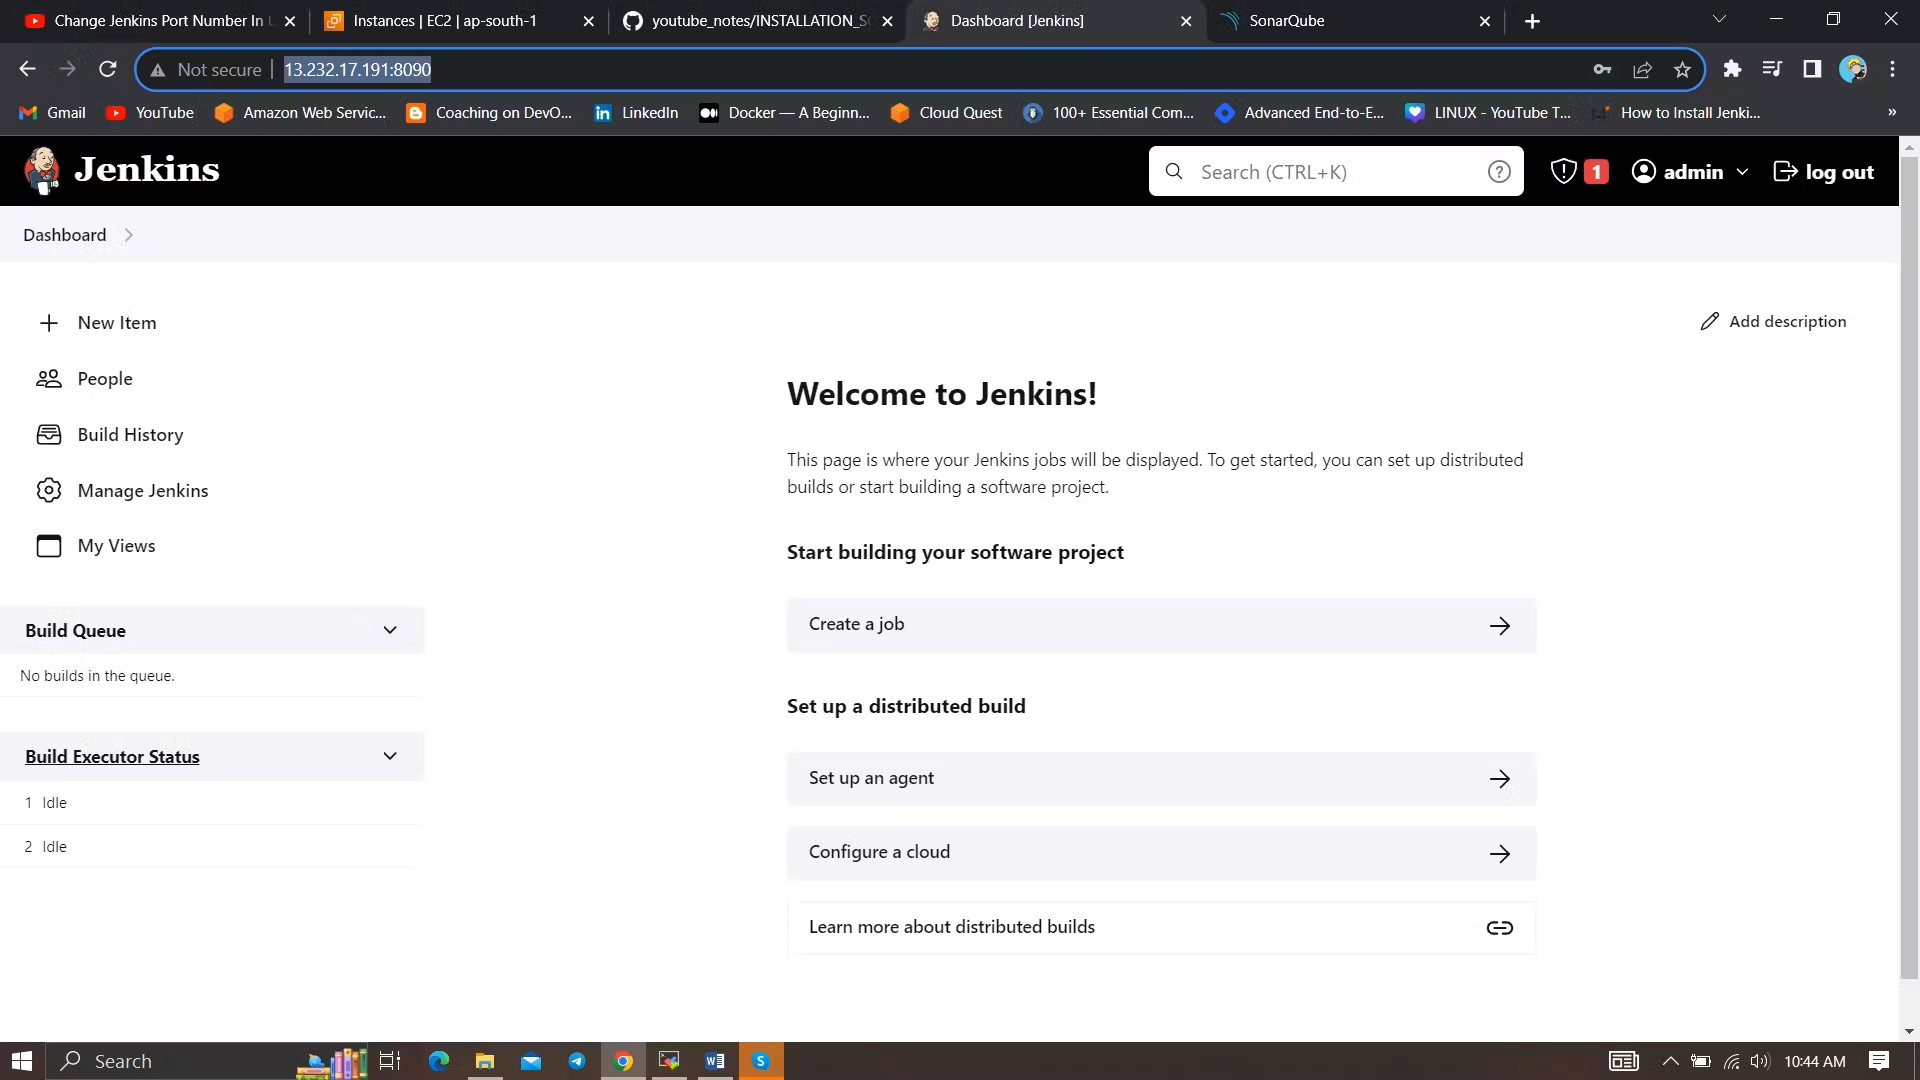 Change Jenkins Port Number In
Instances | EC2 | ap-south-1
youtube_notes/INSTALLATION_S
Dashboard [Jenkins]
SonarQube
Not secure
13.232.17.191:8090
Gmail
YouTube
Amazon Web Servic...
Coaching on DevO...
LinkedIn
Docker — A Beginn...
Cloud Quest
100+ Essential Com...
Advanced End-to-E...
LINUX - YouTube T...
How to Install Jenki...
»
Jenkins
Search (CTRL+K)
1
admin
log out
Dashboard
New Item
People
Build History
Manage Jenkins
My Views
Build Queue
No builds in the queue.
Build Executor Status
1 Idle
2 Idle
Add description
Welcome to Jenkins!
This page is where your Jenkins jobs will be displayed. To get started, you can set up distributed
builds or start building a software project.
Start building your software project
Create a job
Set up a distributed build
Set up an agent
Configure a cloud
Learn more about distributed builds
Search
10:44 AM